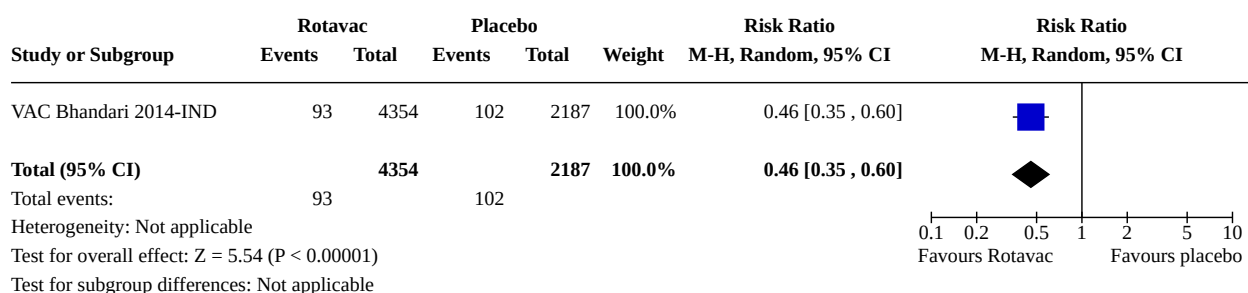 Rotavac Placebo Risk Ratio Risk Ratio
Study or Subgroup Events Total Events Total Weight M-H, Random, 95% CI M-H, Random, 95% CI
VAC Bhandari 2014-IND 93 4354 102 2187 100.0% 0.46 [0.35 , 0.60]
Total (95% CI) 4354 2187 100.0% 0.46 [0.35 , 0.60]
Total events: 93 102
Heterogeneity: Not applicable
0.1 0.2 0.5 1 2 5 10
Test for overall effect: Z = 5.54 (P < 0.00001) Favours Rotavac Favours placebo
Test for subgroup differences: Not applicable